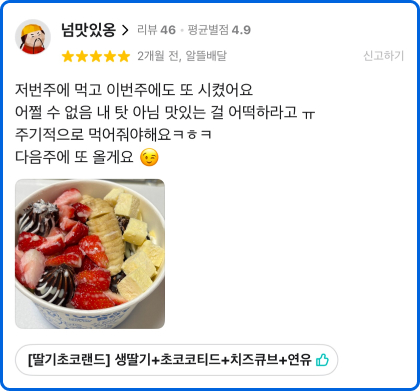 넘맛있옹 > 리뷰 46 · 평균별점 4.9
2개월 전, 알뜰배달 신고하기
저번주에 먹고 이번주에도 또 시켰어요
어쩔 수 없음 내 탓 아님 맛있는 걸 어떡하라고 ㅠ
주기적으로 먹어줘야해요ㅋㅎㅋ
다음주에 또 올게요 😉
[딸기초코랜드] 생딸기+초코코티드+치즈큐브+연유